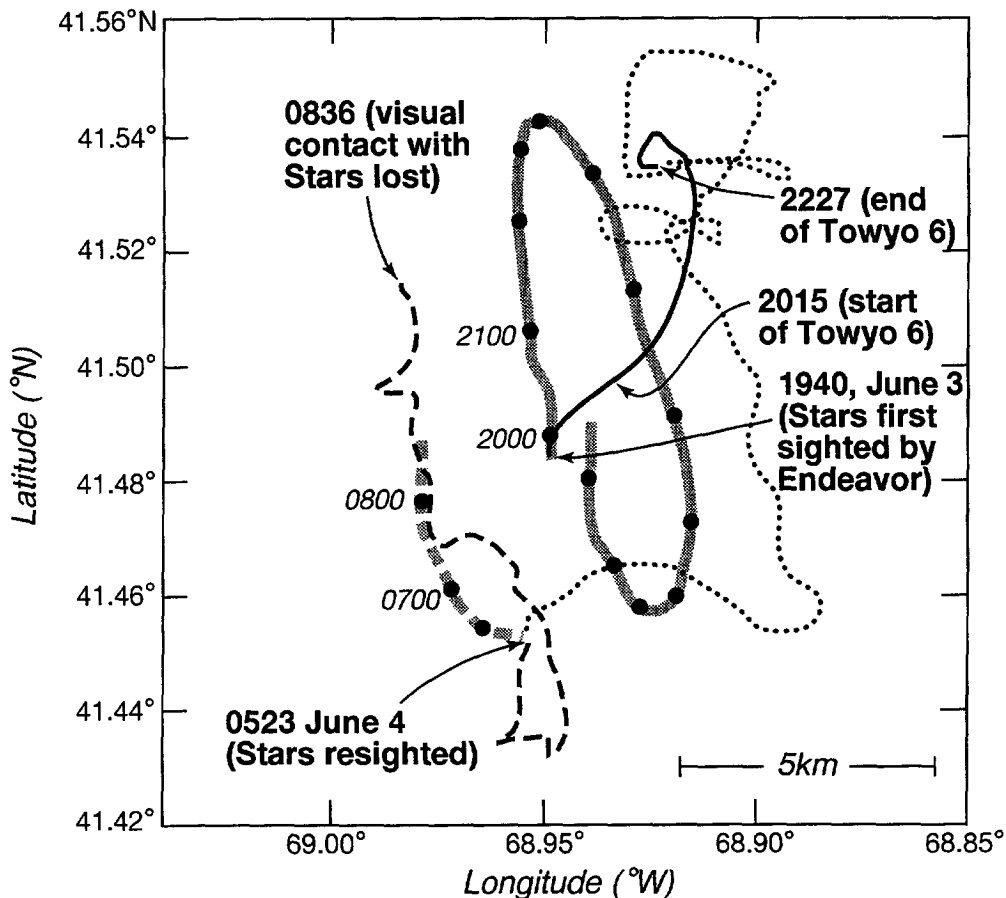 41.56°N
41.54°
41.52°
41.50°
41.48°
41.46°
41.44°
41.42°
Latitude (°N)
0836 (visual
contact with
Stars lost)
2227 (end
of Towyo 6)
2015 (start
of Towyo 6)
2100
1940, June 3
(Stars first
sighted by
Endeavor)
2000
0800
0700
0523 June 4
(Stars resighted)
5km
69.00°
68.95°
68.90°
68.85°
Longitude (°W)